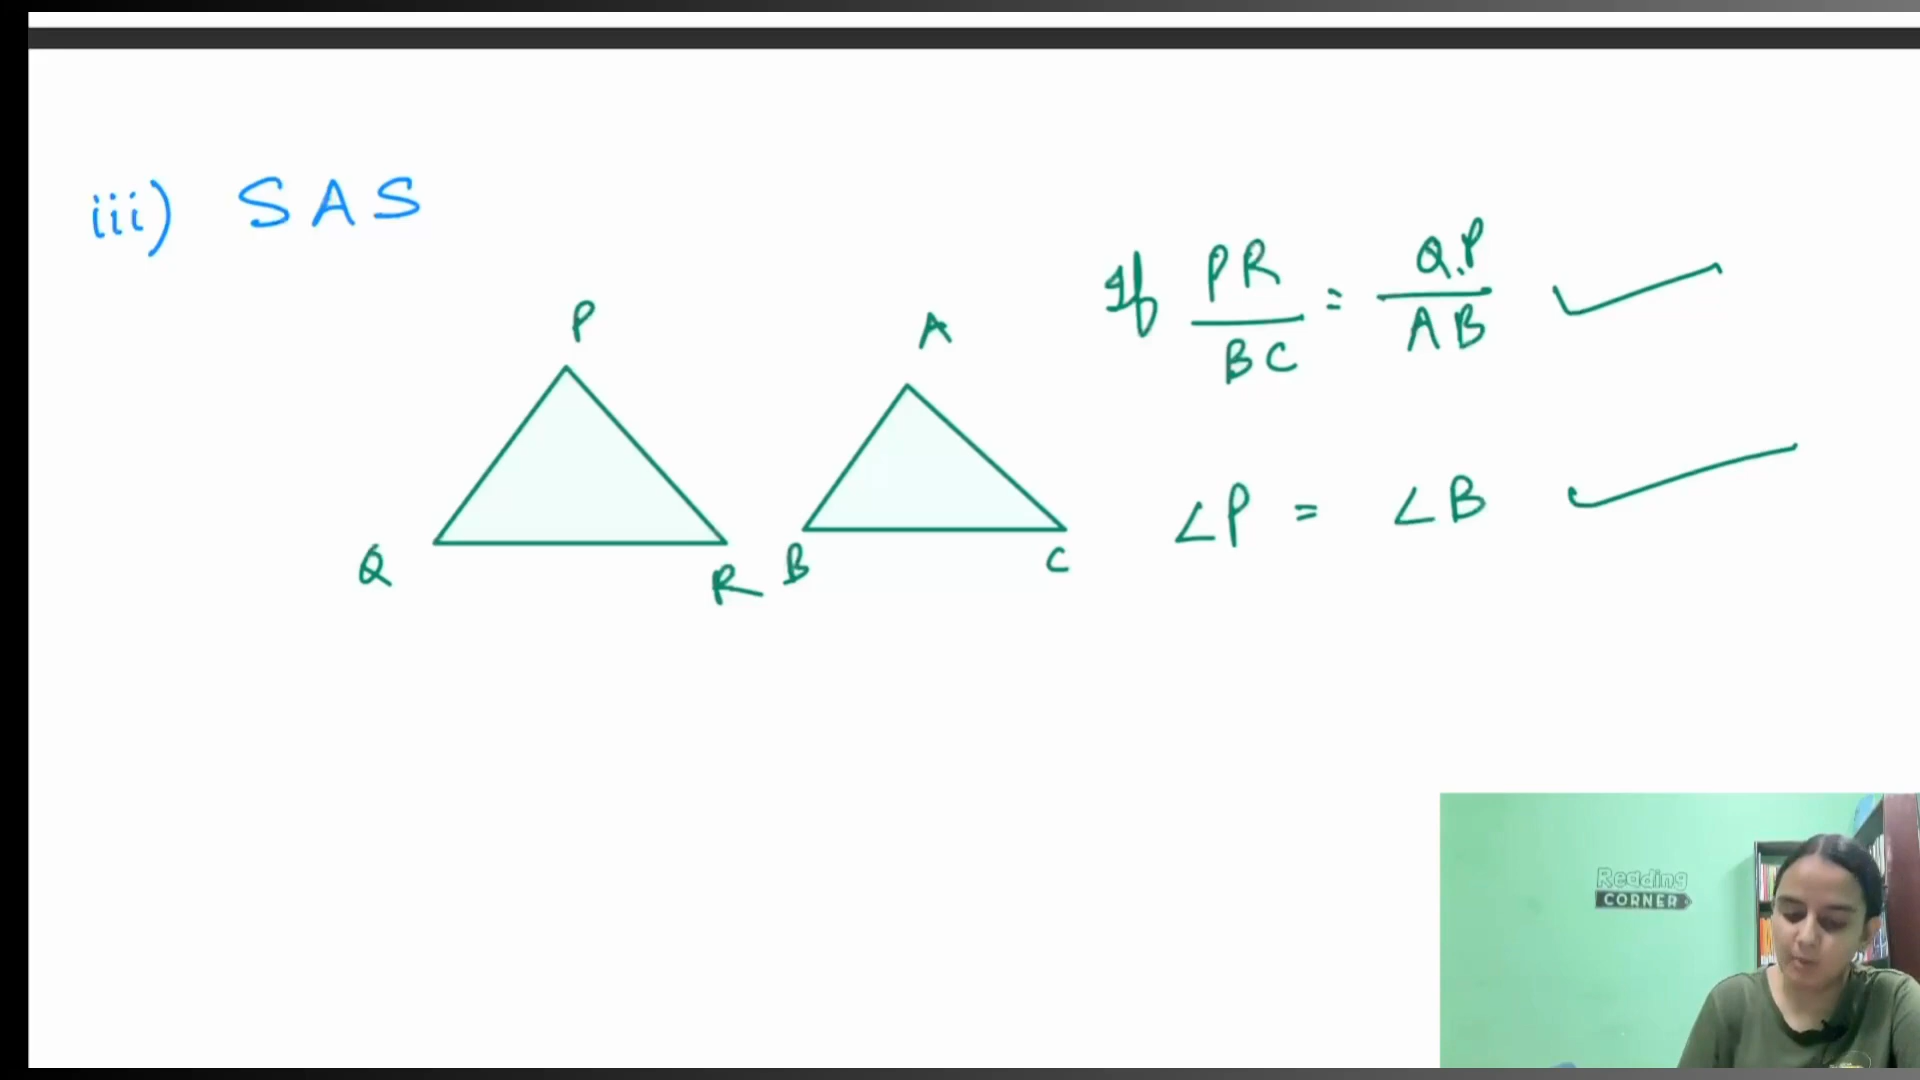 iii) SAS
If PR/BC = QP/AB
P
A
∠P = ∠B
Q
R
B
C
Reading
CORNER